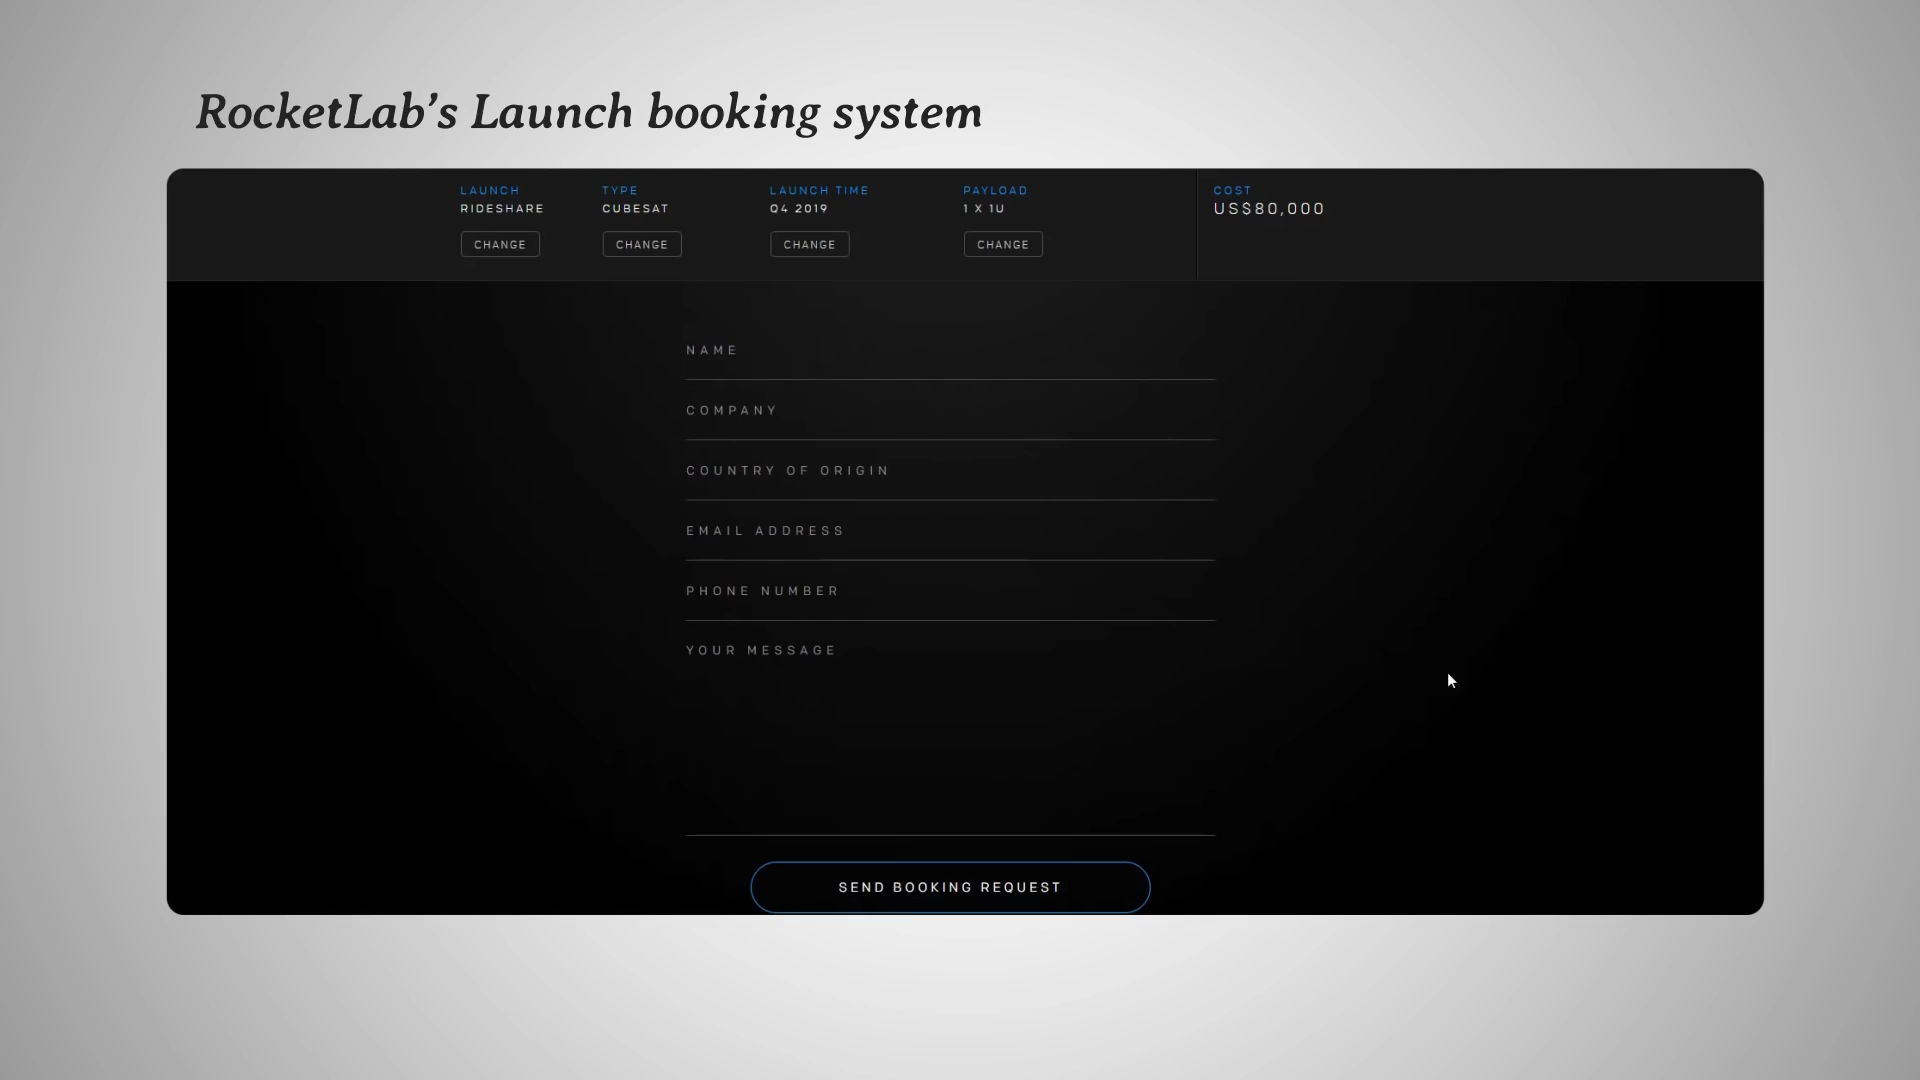 RocketLab’s Launch booking system
LAUNCH TYPE LAUNCH TIME PAYLOAD COST
RIDESHARE CUBESAT Q4 2019 1 X 1U US$80,000
CHANGE CHANGE CHANGE CHANGE
NAME
COMPANY
COUNTRY OF ORIGIN
EMAIL ADDRESS
PHONE NUMBER
YOUR MESSAGE
SEND BOOKING REQUEST